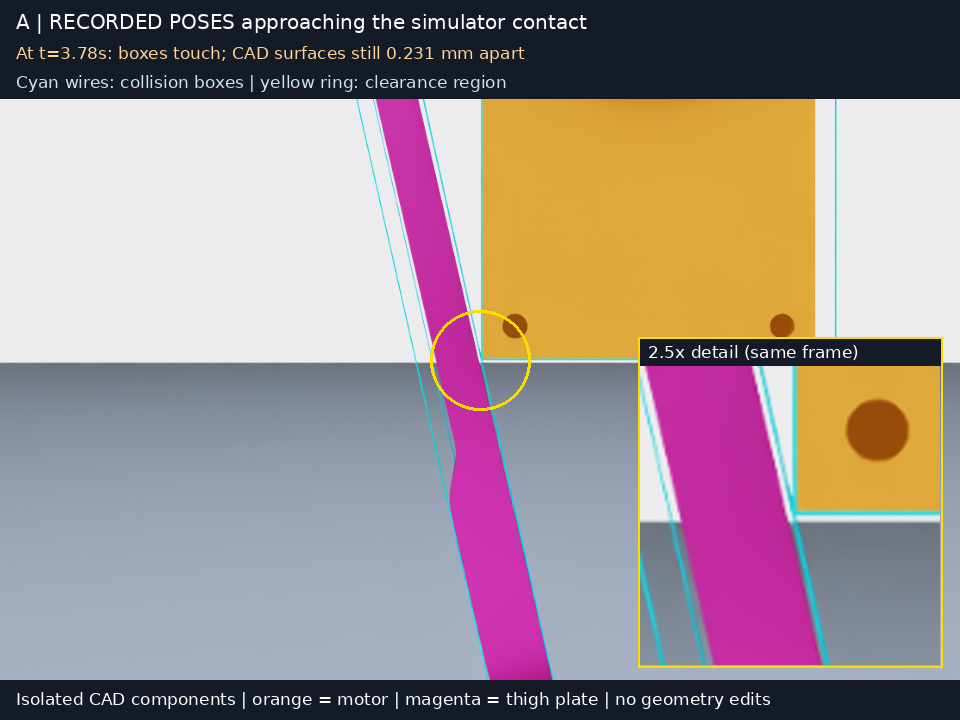 A | RECORDED POSES approaching the simulator contact
At t=3.78s: boxes touch; CAD surfaces still 0.231 mm apart
Cyan wires: collision boxes | yellow ring: clearance region
2.5x detail (same frame)
Isolated CAD components | orange = motor | magenta = thigh plate | no geometry edits